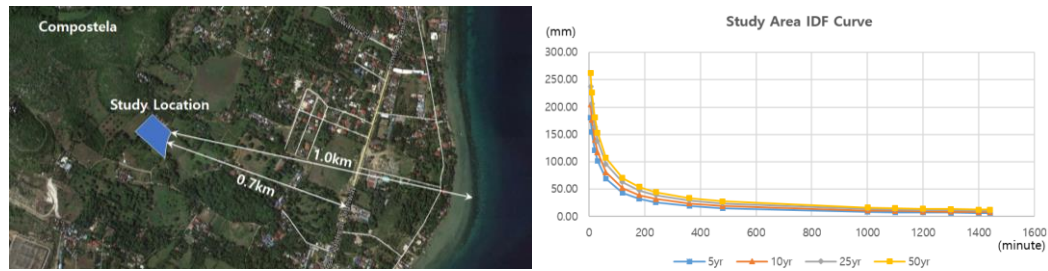 Compostela
Study Location
1.0km
0.7km
Study Area IDF Curve
(mm)
300.00
250.00
200.00
150.00
100.00
50.00
0.00
0 200 400 600 800 1000 1200 1400 1600
(minute)
5yr 10yr 25yr 50yr